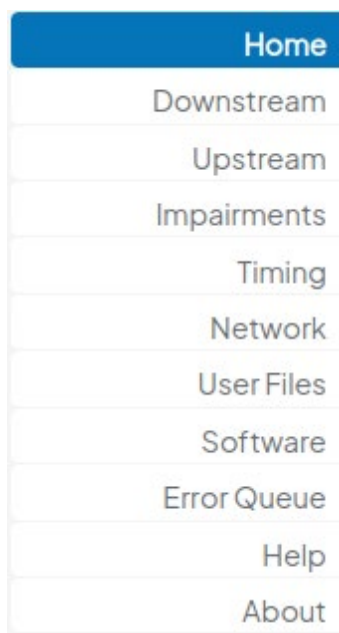 Home
Downstream
Upstream
Impairments
Timing
Network
User Files
Software
Error Queue
Help
About